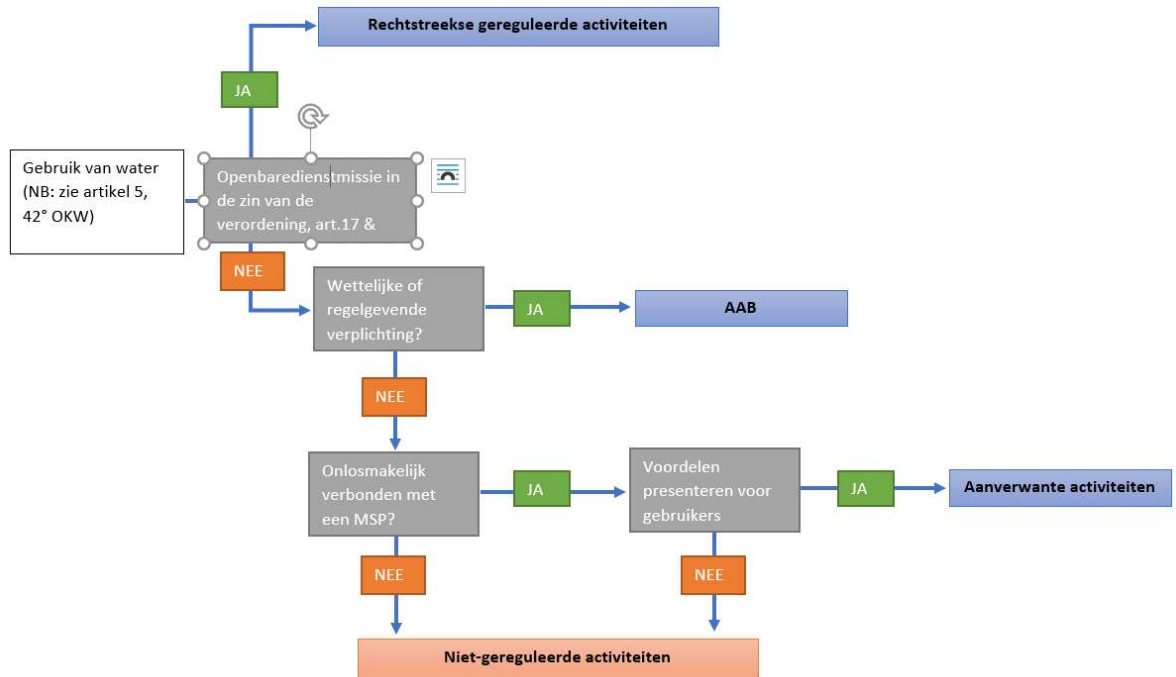 Rechtstreekse gereguleerde activiteiten
JA
Gebruik van water
(NB: zie artikel 5,
42° OKW)
Openbaredienstmissie in
de zin van de
verordening, art.17 &
NEE
Wettelijke of
regelgevende
verplichting?
JA
AAB
NEE
Onlosmakelijk
verbonden met
een MSP?
JA
Voordelen
presenteren voor
gebruikers
JA
Aanverwante activiteiten
NEE
NEE
Niet-gereguleerde activiteiten